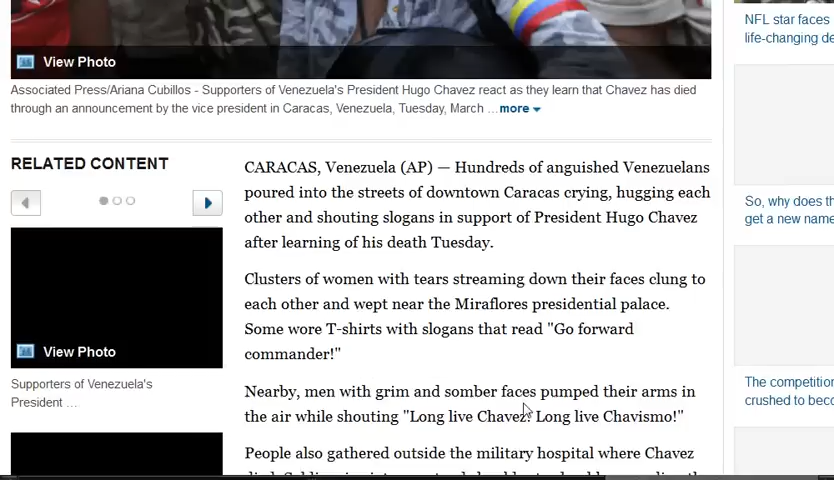 View Photo
Associated Press/Ariana Cubillos - Supporters of Venezuela's President Hugo Chavez react as they learn that Chavez has died
through an announcement by the vice president in Caracas, Venezuela, Tuesday, March ...more
RELATED CONTENT
View Photo
Supporters of Venezuela's
President ...
CARACAS, Venezuela (AP) — Hundreds of anguished Venezuelans
poured into the streets of downtown Caracas crying, hugging each
other and shouting slogans in support of President Hugo Chavez
after learning of his death Tuesday.
Clusters of women with tears streaming down their faces clung to
each other and wept near the Miraflores presidential palace.
Some wore T-shirts with slogans that read "Go forward
commander!"
Nearby, men with grim and somber faces pumped their arms in
the air while shouting "Long live Chavez! Long live Chavismo!"
People also gathered outside the military hospital where Chavez
NFL star faces
life-changing de
So, why does th
get a new name
The competition
crushed to beco